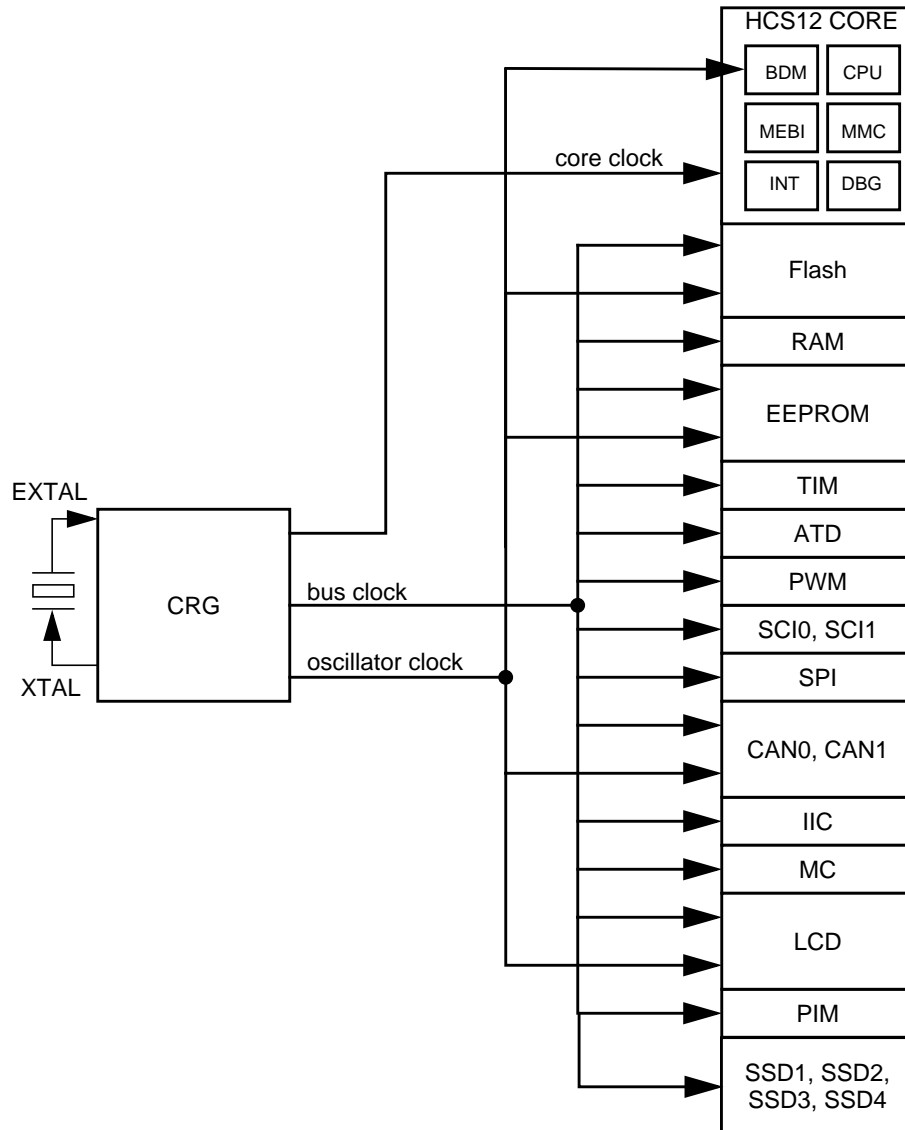 HCS12 CORE
BDM
CPU
MEBI
MMC
core clock
INT
DBG
Flash
RAM
EEPROM
TIM
EXTAL
ATD
PWM
CRG
bus clock
SCI0, SCI1
oscillator clock
SPI
XTAL
CAN0, CAN1
IIC
MC
LCD
PIM
SSD1, SSD2,
SSD3, SSD4